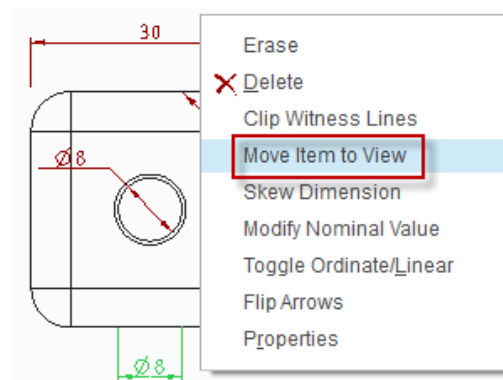 30
Erase
Delete
Clip Witness Lines
Ø8
Move Item to View
Skew Dimension
Modify Nominal Value
Toggle Ordinate/Linear
Flip Arrows
Properties
Ø8